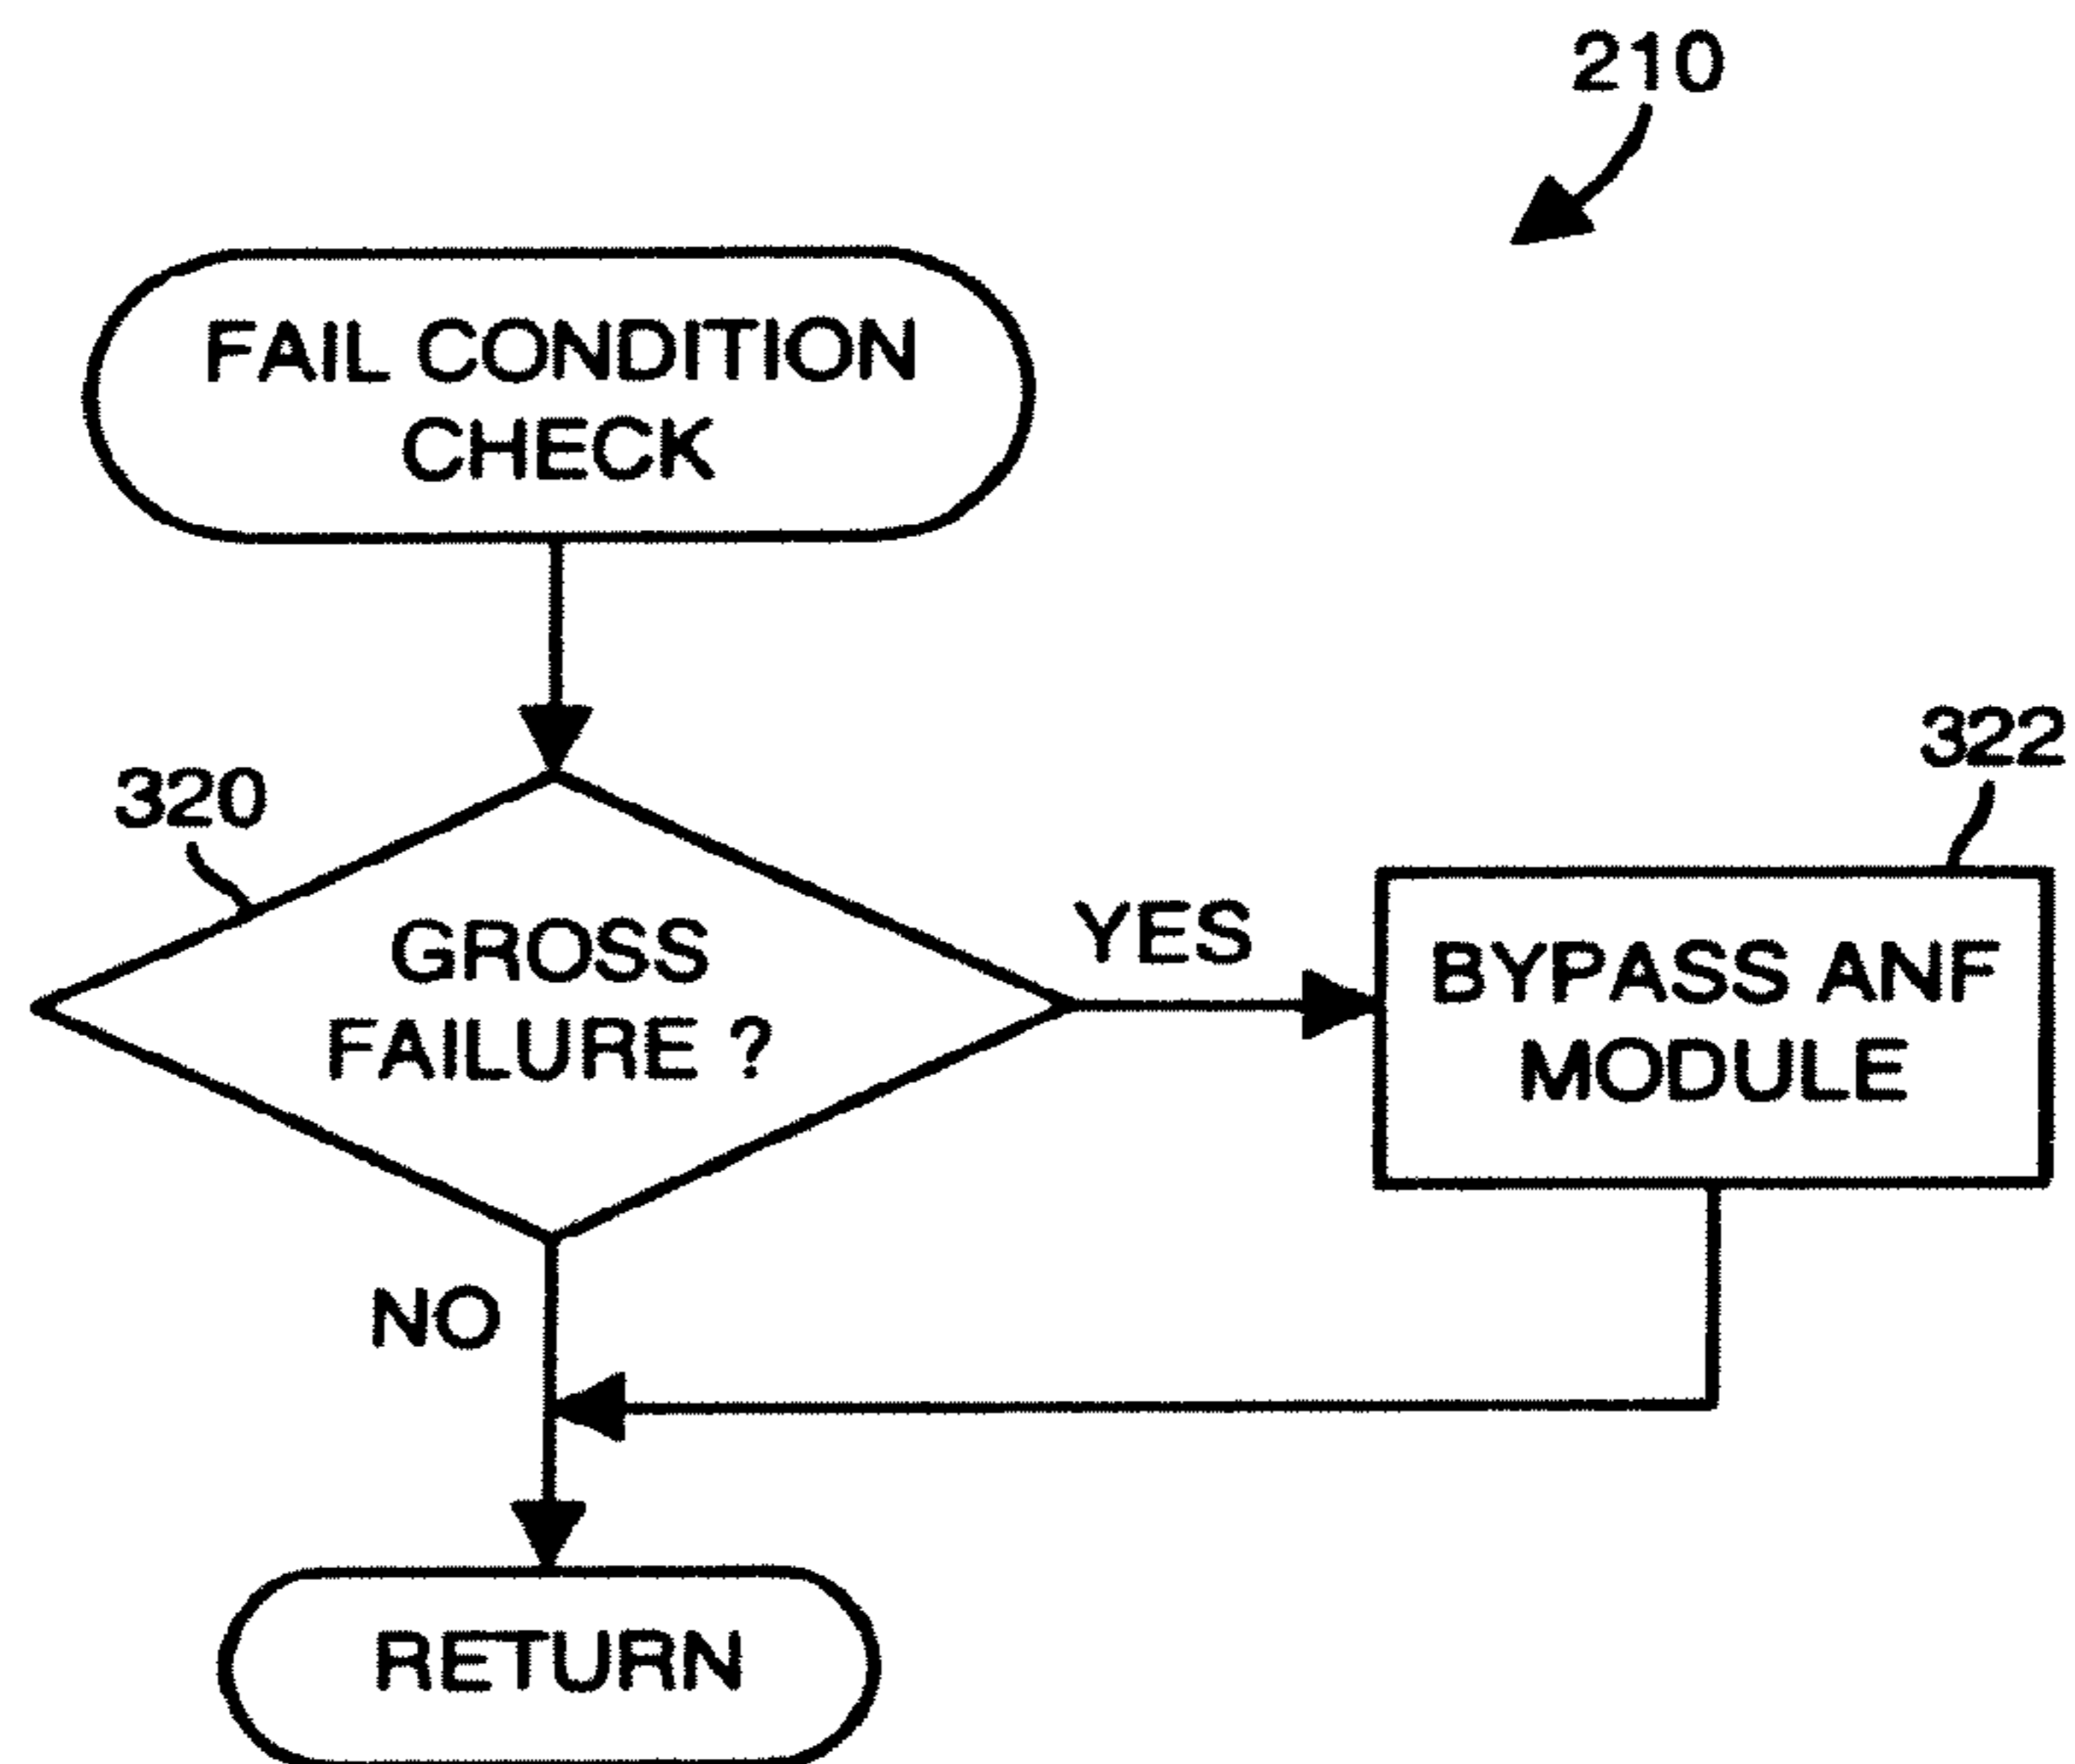 210
FAIL CONDITION
CHECK
320
GROSS
FAILURE ?
YES
322
BYPASS ANF
MODULE
NO
RETURN